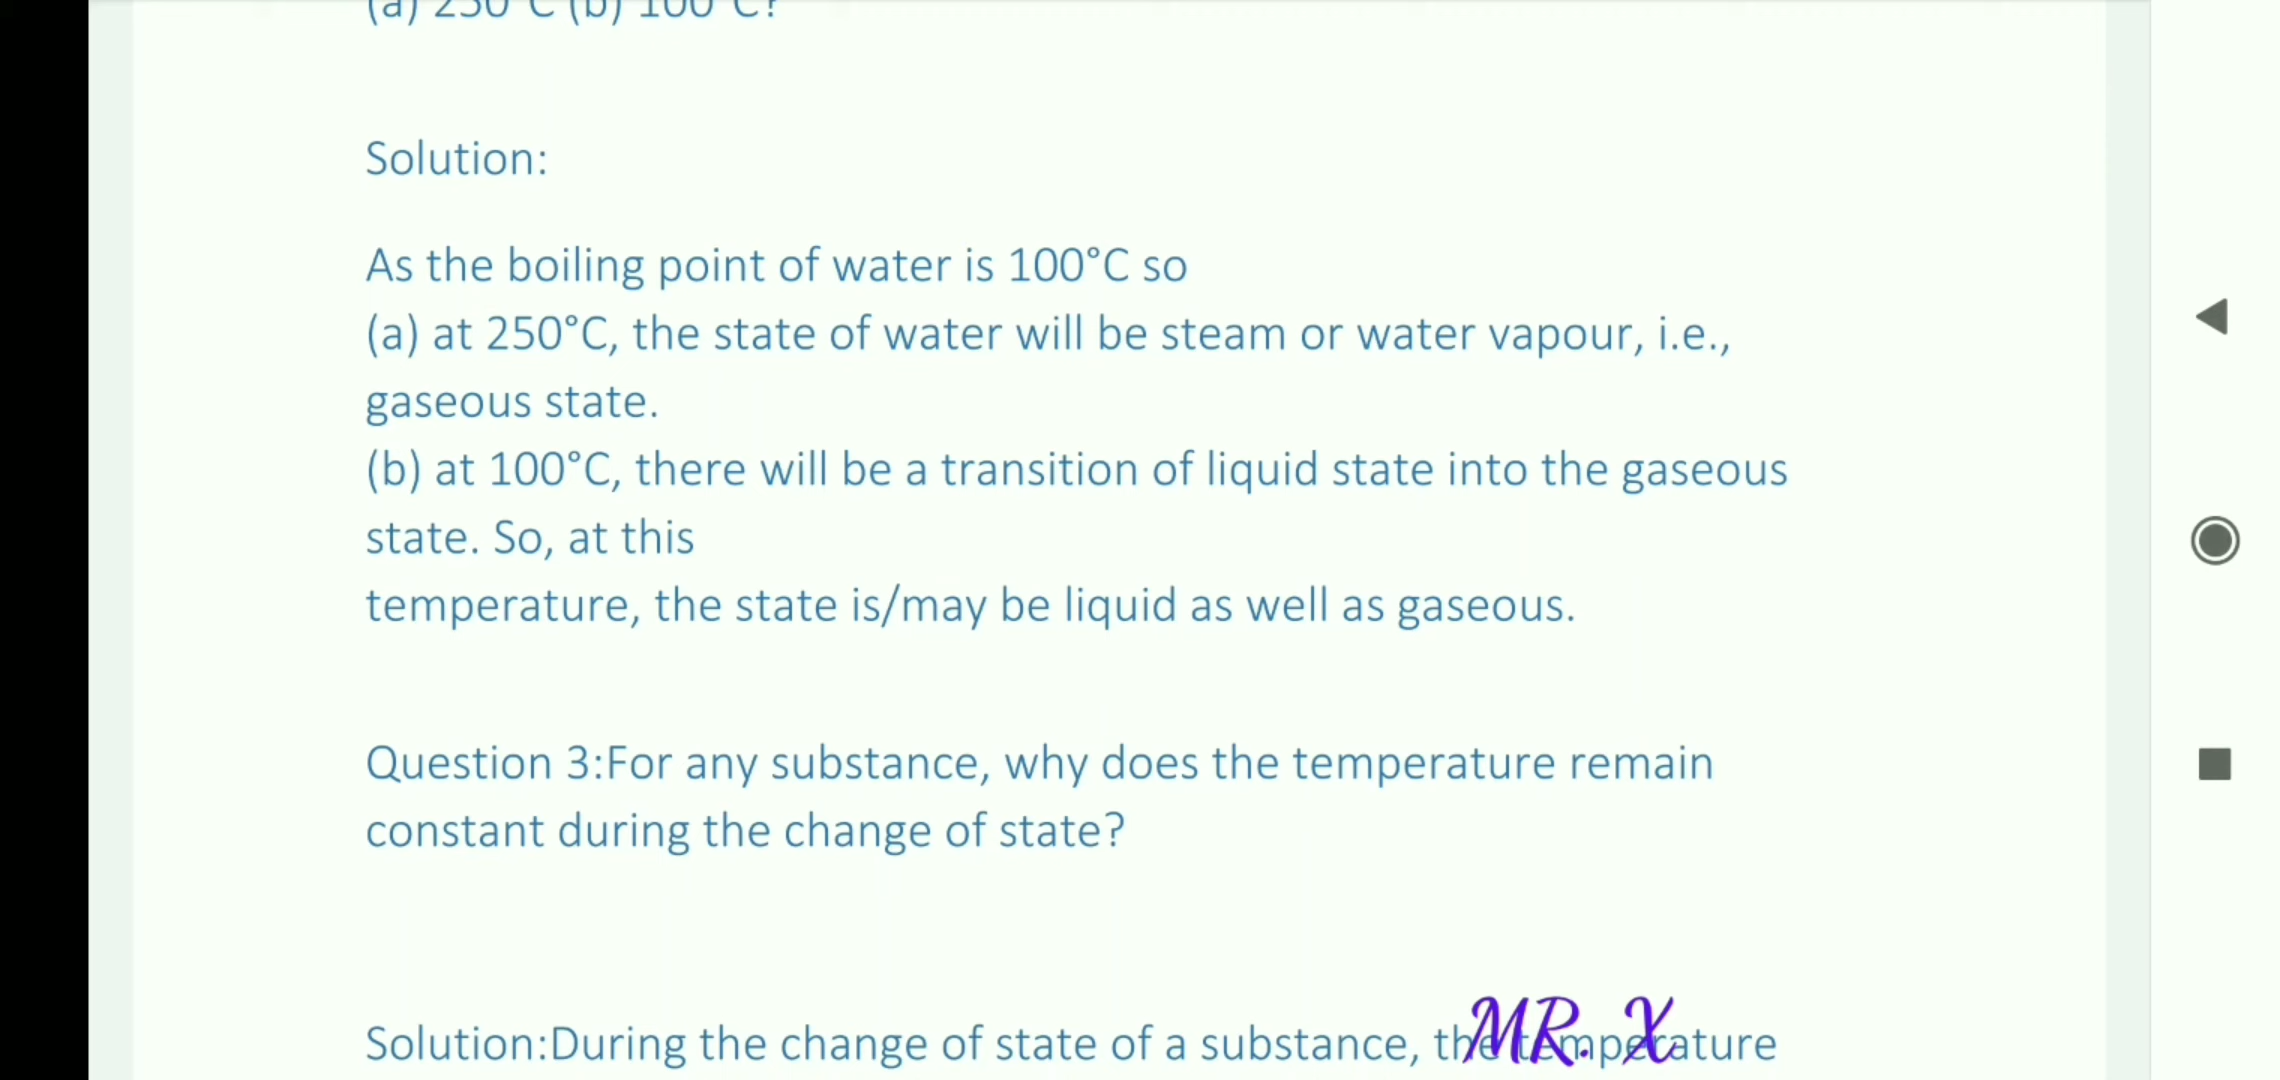 (a) 250°C (b) 100°C?
Solution:
As the boiling point of water is 100°C so
(a) at 250°C, the state of water will be steam or water vapour, i.e.,
gaseous state.
(b) at 100°C, there will be a transition of liquid state into the gaseous
state. So, at this
temperature, the state is/may be liquid as well as gaseous.
Question 3:For any substance, why does the temperature remain
constant during the change of state?
Solution:During the change of state of a substance, the temperature
MR. X